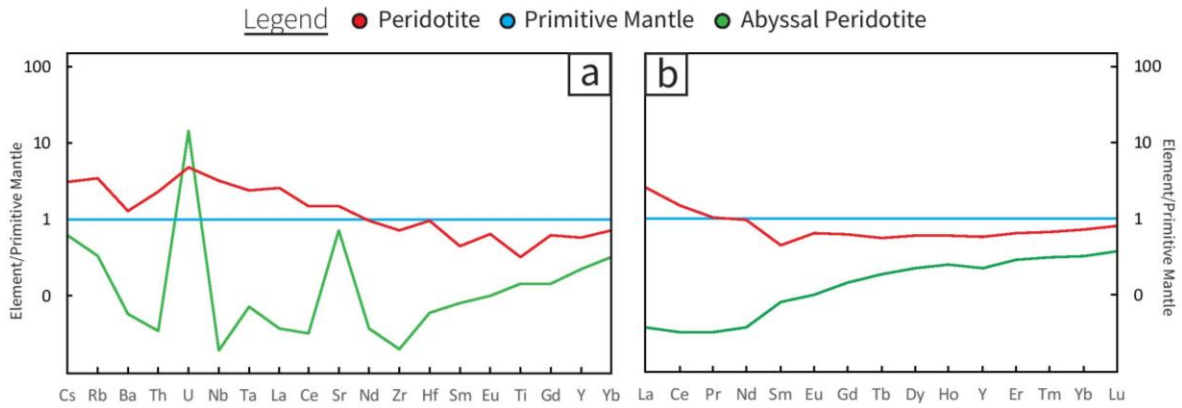 Legend Peridotite Primitive Mantle Abyssal Peridotite
a
100
10
1
0
Element/Primitive Mantle
Cs Rb Ba Th U Nb Ta La Ce Sr Nd Zr Hf Sm Eu Ti Gd Y Yb
b
100
10
1
0
Element/Primitive Mantle
La Ce Pr Nd Sm Eu Gd Tb Dy Ho Y Er Tm Yb Lu